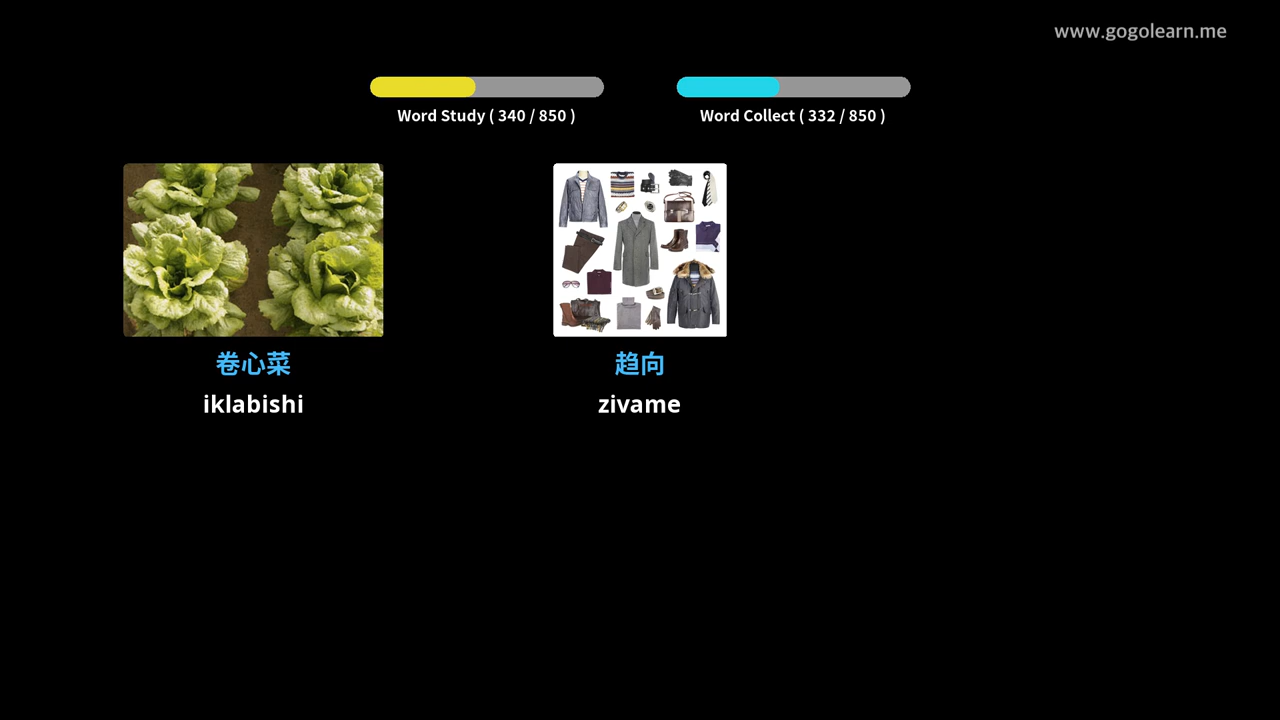 www.gogolearn.me
Word Study ( 340 / 850 )
Word Collect ( 332 / 850 )
卷心菜
iklabishi
趋向
zivame